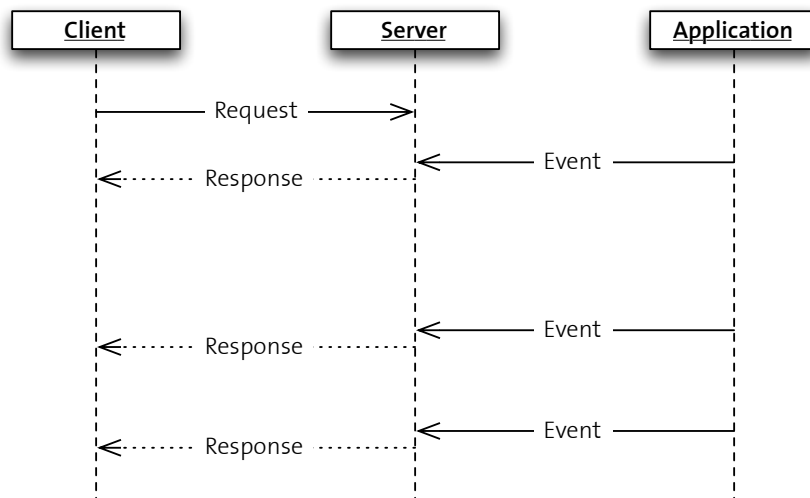 Client
Server
Application
Request
Event
Response
Event
Response
Event
Response